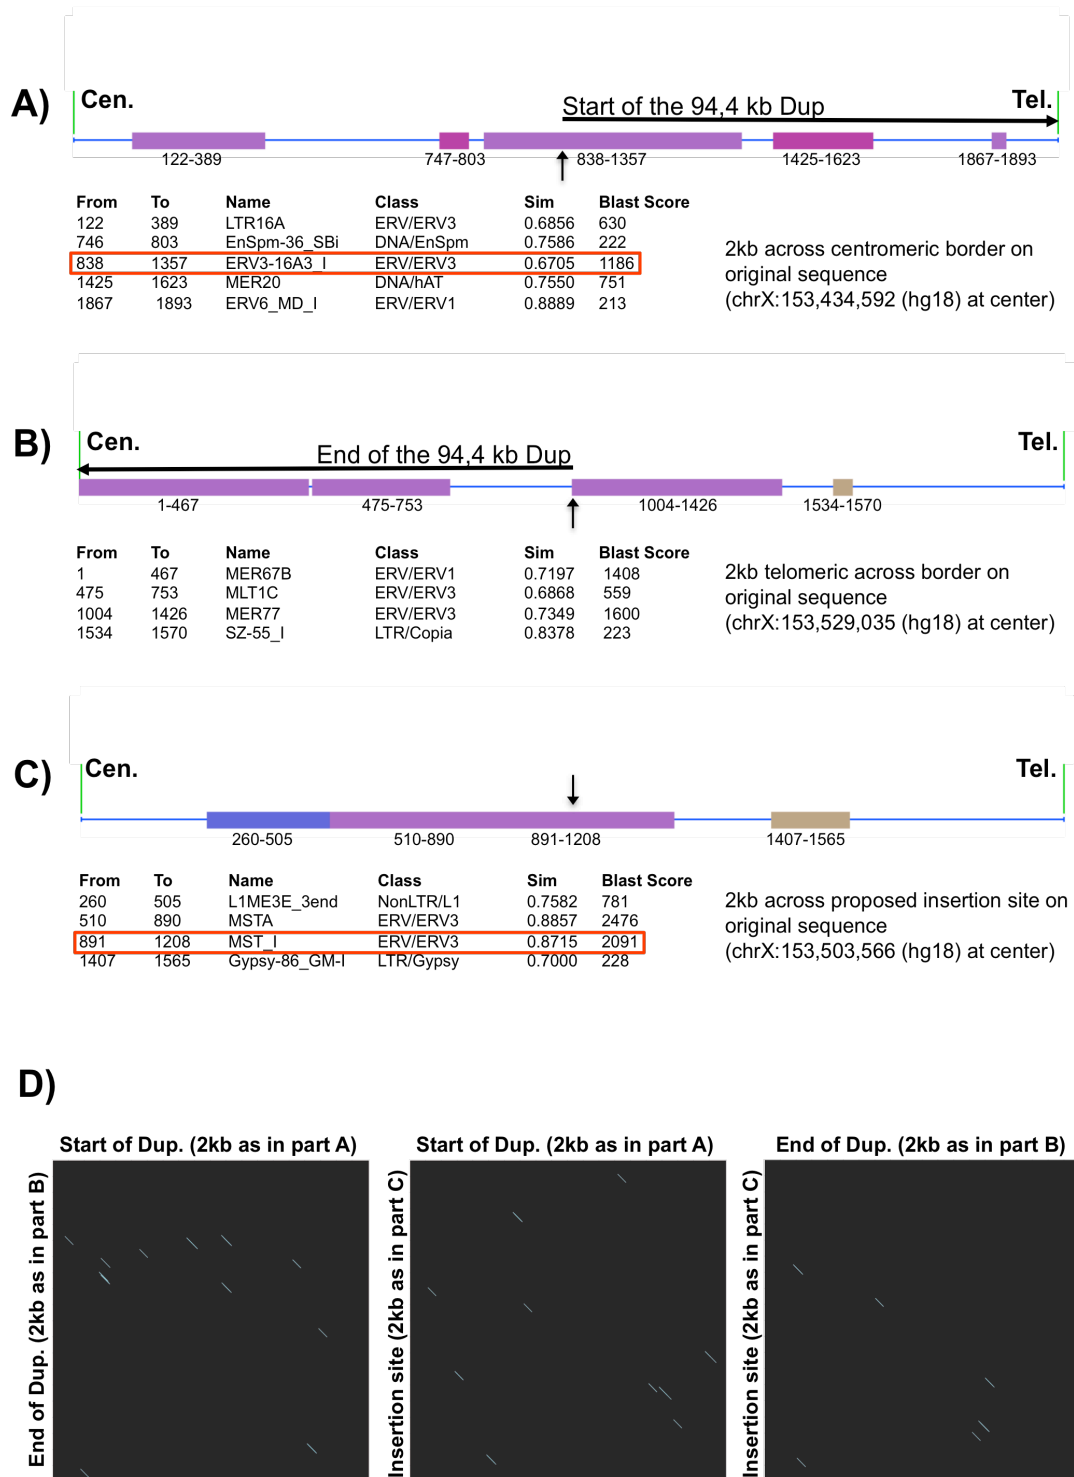 A)
Cen.
Start of the 94,4 kb Dup
Tel.
122-389
747-803
838-1357
1425-1623
1867-1893
From To Name Class Sim Blast Score
122 389 LTR16A ERV/ERV3 0.6856 630
746 803 EnSpm-36_SBi DNA/EnSpm 0.7586 222
838 1357 ERV3-16A3_I ERV/ERV3 0.6705 1186
1425 1623 MER20 DNA/hAT 0.7550 751
1867 1893 ERV6_MD_I ERV/ERV1 0.8889 213
2kb across centromeric border on
original sequence
(chrX:153,434,592 (hg18) at center)
B)
Cen.
End of the 94,4 kb Dup
Tel.
1-467
475-753
1004-1426
1534-1570
From To Name Class Sim Blast Score
1 467 MER67B ERV/ERV1 0.7197 1408
475 753 MLT1C ERV/ERV3 0.6868 559
1004 1426 MER77 ERV/ERV3 0.7349 1600
1534 1570 SZ-55_I LTR/Copia 0.8378 223
2kb telomeric across border on
original sequence
(chrX:153,529,035 (hg18) at center)
C)
Cen.
Tel.
260-505
510-890
891-1208
1407-1565
From To Name Class Sim Blast Score
260 505 L1ME3E_3end NonLTR/L1 0.7582 781
510 890 MSTA ERV/ERV3 0.8857 2476
891 1208 MST_I ERV/ERV3 0.8715 2091
1407 1565 Gypsy-86_GM-I LTR/Gypsy 0.7000 228
2kb across proposed insertion site on
original sequence
(chrX:153,503,566 (hg18) at center)
D)
Start of Dup. (2kb as in part A)
End of Dup. (2kb as in part B)
Start of Dup. (2kb as in part A)
Insertion site (2kb as in part C)
End of Dup. (2kb as in part B)
Insertion site (2kb as in part C)